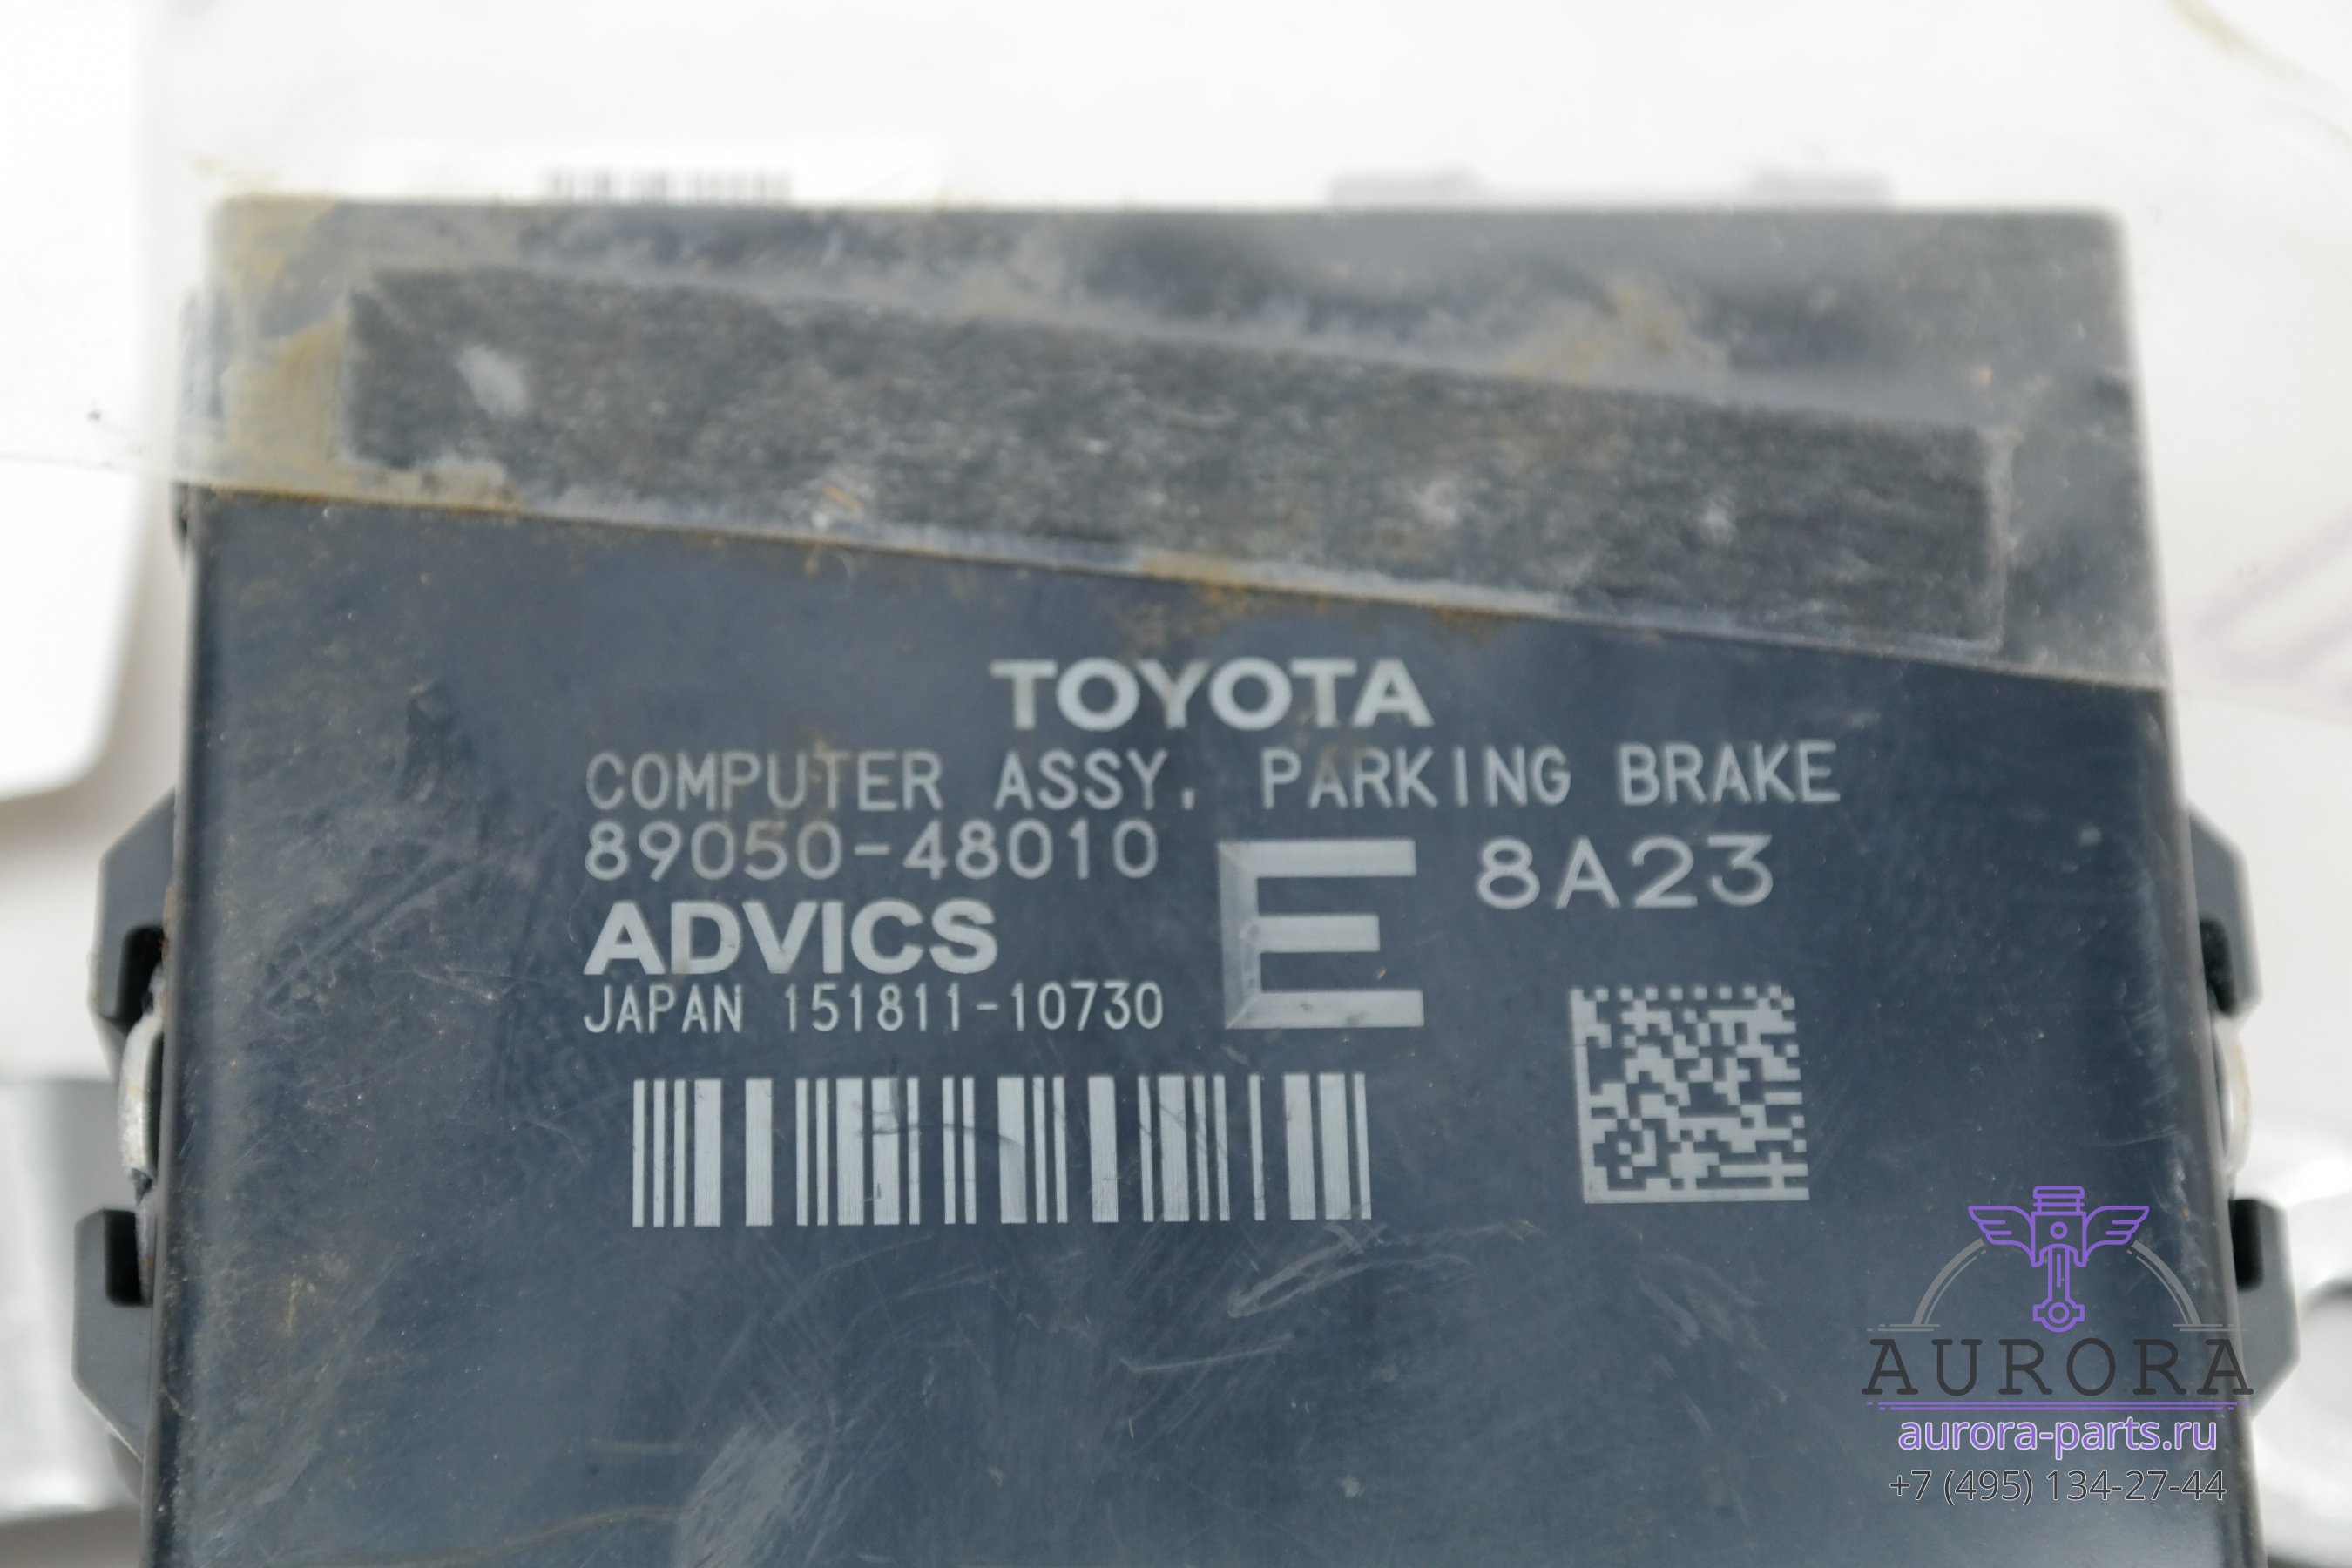 TOYOTA
COMPUTER ASSY, PARKING BRAKE
89050-48010
E
8A23
ADVICS
JAPAN 151811-10730
AURORA
aurora-parts.ru
+7 (495) 134-27-44